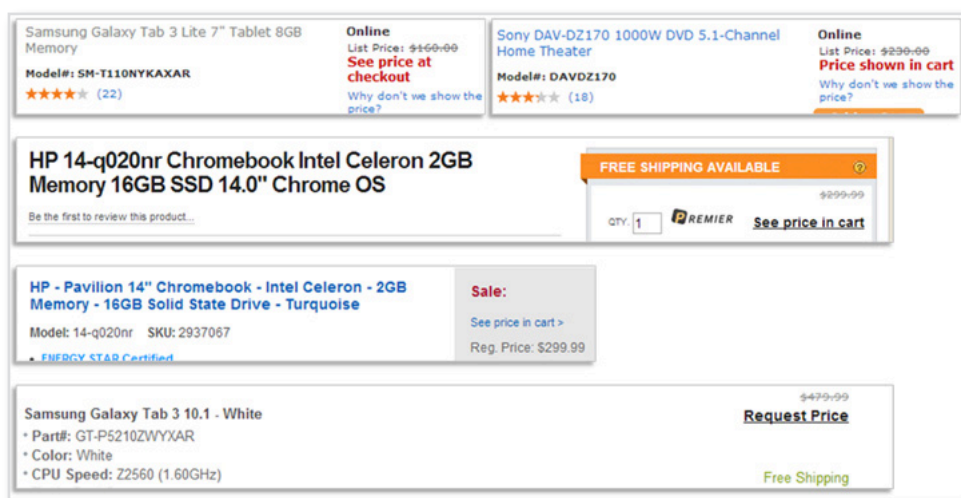 Samsung Galaxy Tab 3 Lite 7" Tablet 8GB
Memory
Model#: SM-T110NYKAXAR
(22)
Online
List Price: $160.00
See price at
checkout
Why don't we show the
price?
Sony DAV-DZ170 1000W DVD 5.1-Channel
Home Theater
Model#: DAVDZ170
(18)
Online
List Price: $230.00
Price shown in cart
Why don't we show the
price?
HP 14-q020nr Chromebook Intel Celeron 2GB
Memory 16GB SSD 14.0" Chrome OS
Be the first to review this product...
FREE SHIPPING AVAILABLE ?
$299.99
QTY. 1 PREMIER See price in cart
HP - Pavilion 14" Chromebook - Intel Celeron - 2GB
Memory - 16GB Solid State Drive - Turquoise
Model: 14-q020nr SKU: 2937067
• ENERGY STAR Certified
Sale:
See price in cart >
Reg. Price: $299.99
Samsung Galaxy Tab 3 10.1 - White
• Part#: GT-P5210ZWYXAR
• Color: White
• CPU Speed: Z2560 (1.60GHz)
$479.99
Request Price
Free Shipping